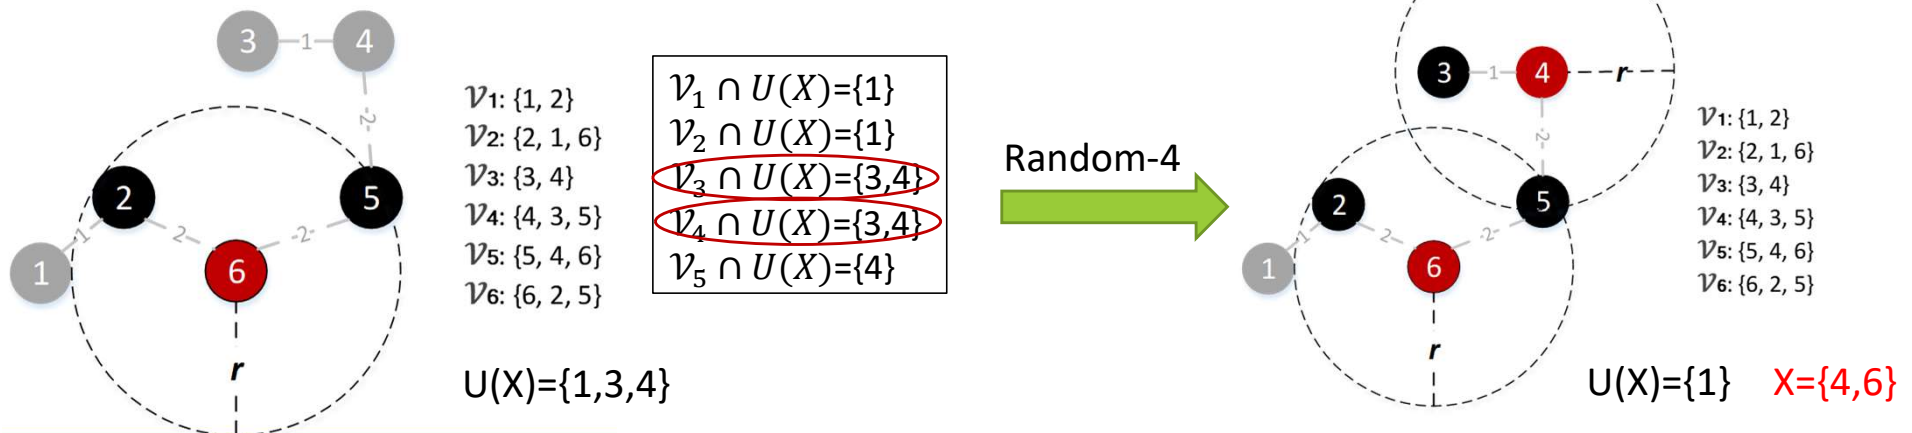 3 1 4
2
2 5
1 2 2
1 6
r
𝒱1: {1, 2}
𝒱2: {2, 1, 6}
𝒱3: {3, 4}
𝒱4: {4, 3, 5}
𝒱5: {5, 4, 6}
𝒱6: {6, 2, 5}
U(X)={1,3,4}
𝒱₁ ∩ U(X)={1}
𝒱₂ ∩ U(X)={1}
𝒱₃ ∩ U(X)={3,4}
𝒱₄ ∩ U(X)={3,4}
𝒱₅ ∩ U(X)={4}
Random-4
3 1 4 r
2
2 5
1 2 2
1 6
r
𝒱1: {1, 2}
𝒱2: {2, 1, 6}
𝒱3: {3, 4}
𝒱4: {4, 3, 5}
𝒱5: {5, 4, 6}
𝒱6: {6, 2, 5}
U(X)={1} X={4,6}